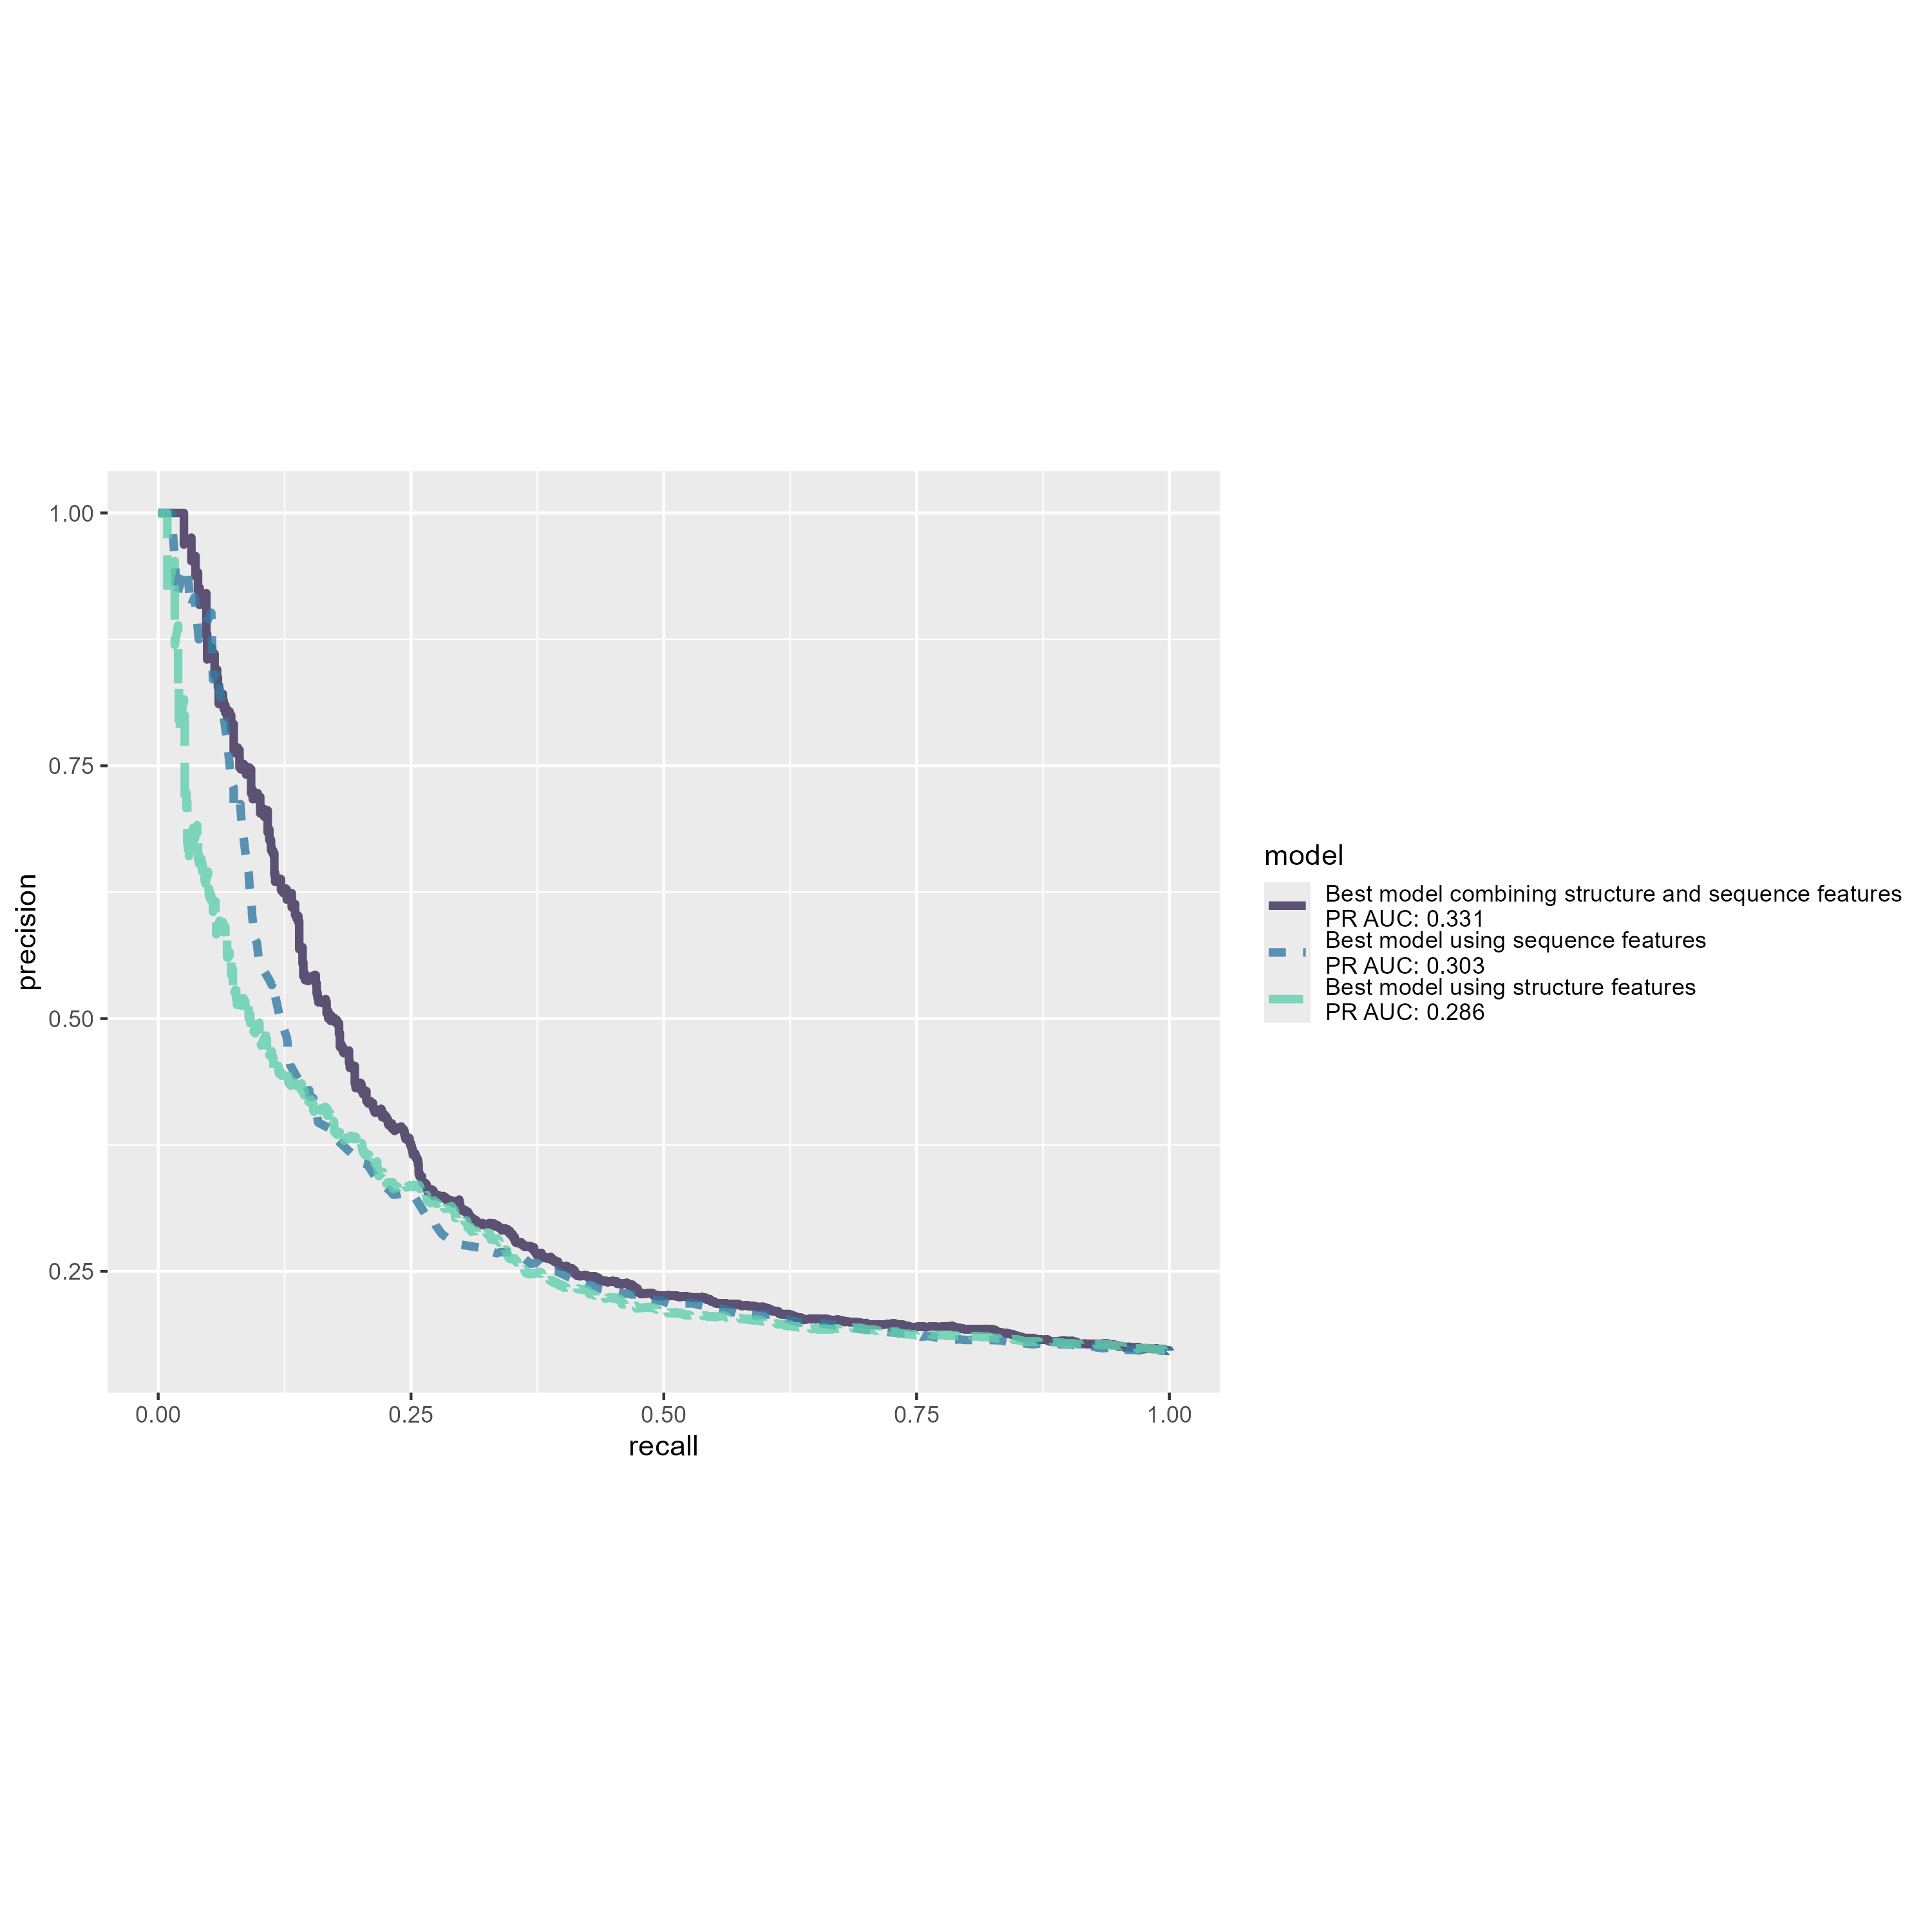 1.00
0.75
0.50
0.25
precision
0.00
0.25
0.50
0.75
1.00
recall
model
Best model combining structure and sequence features
PR AUC: 0.331
Best model using sequence features
PR AUC: 0.303
Best model using structure features
PR AUC: 0.286